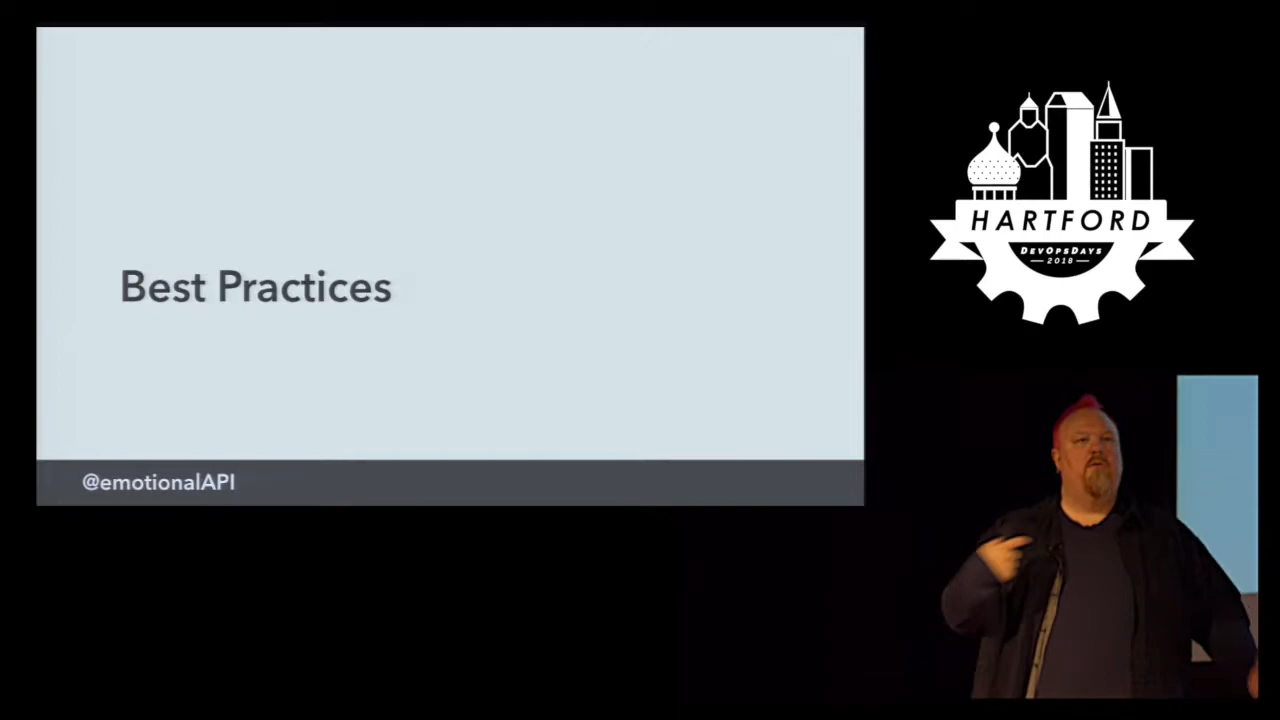 Best Practices
@emotionalAPI
HARTFORD
DEVOPSDAYS
2018